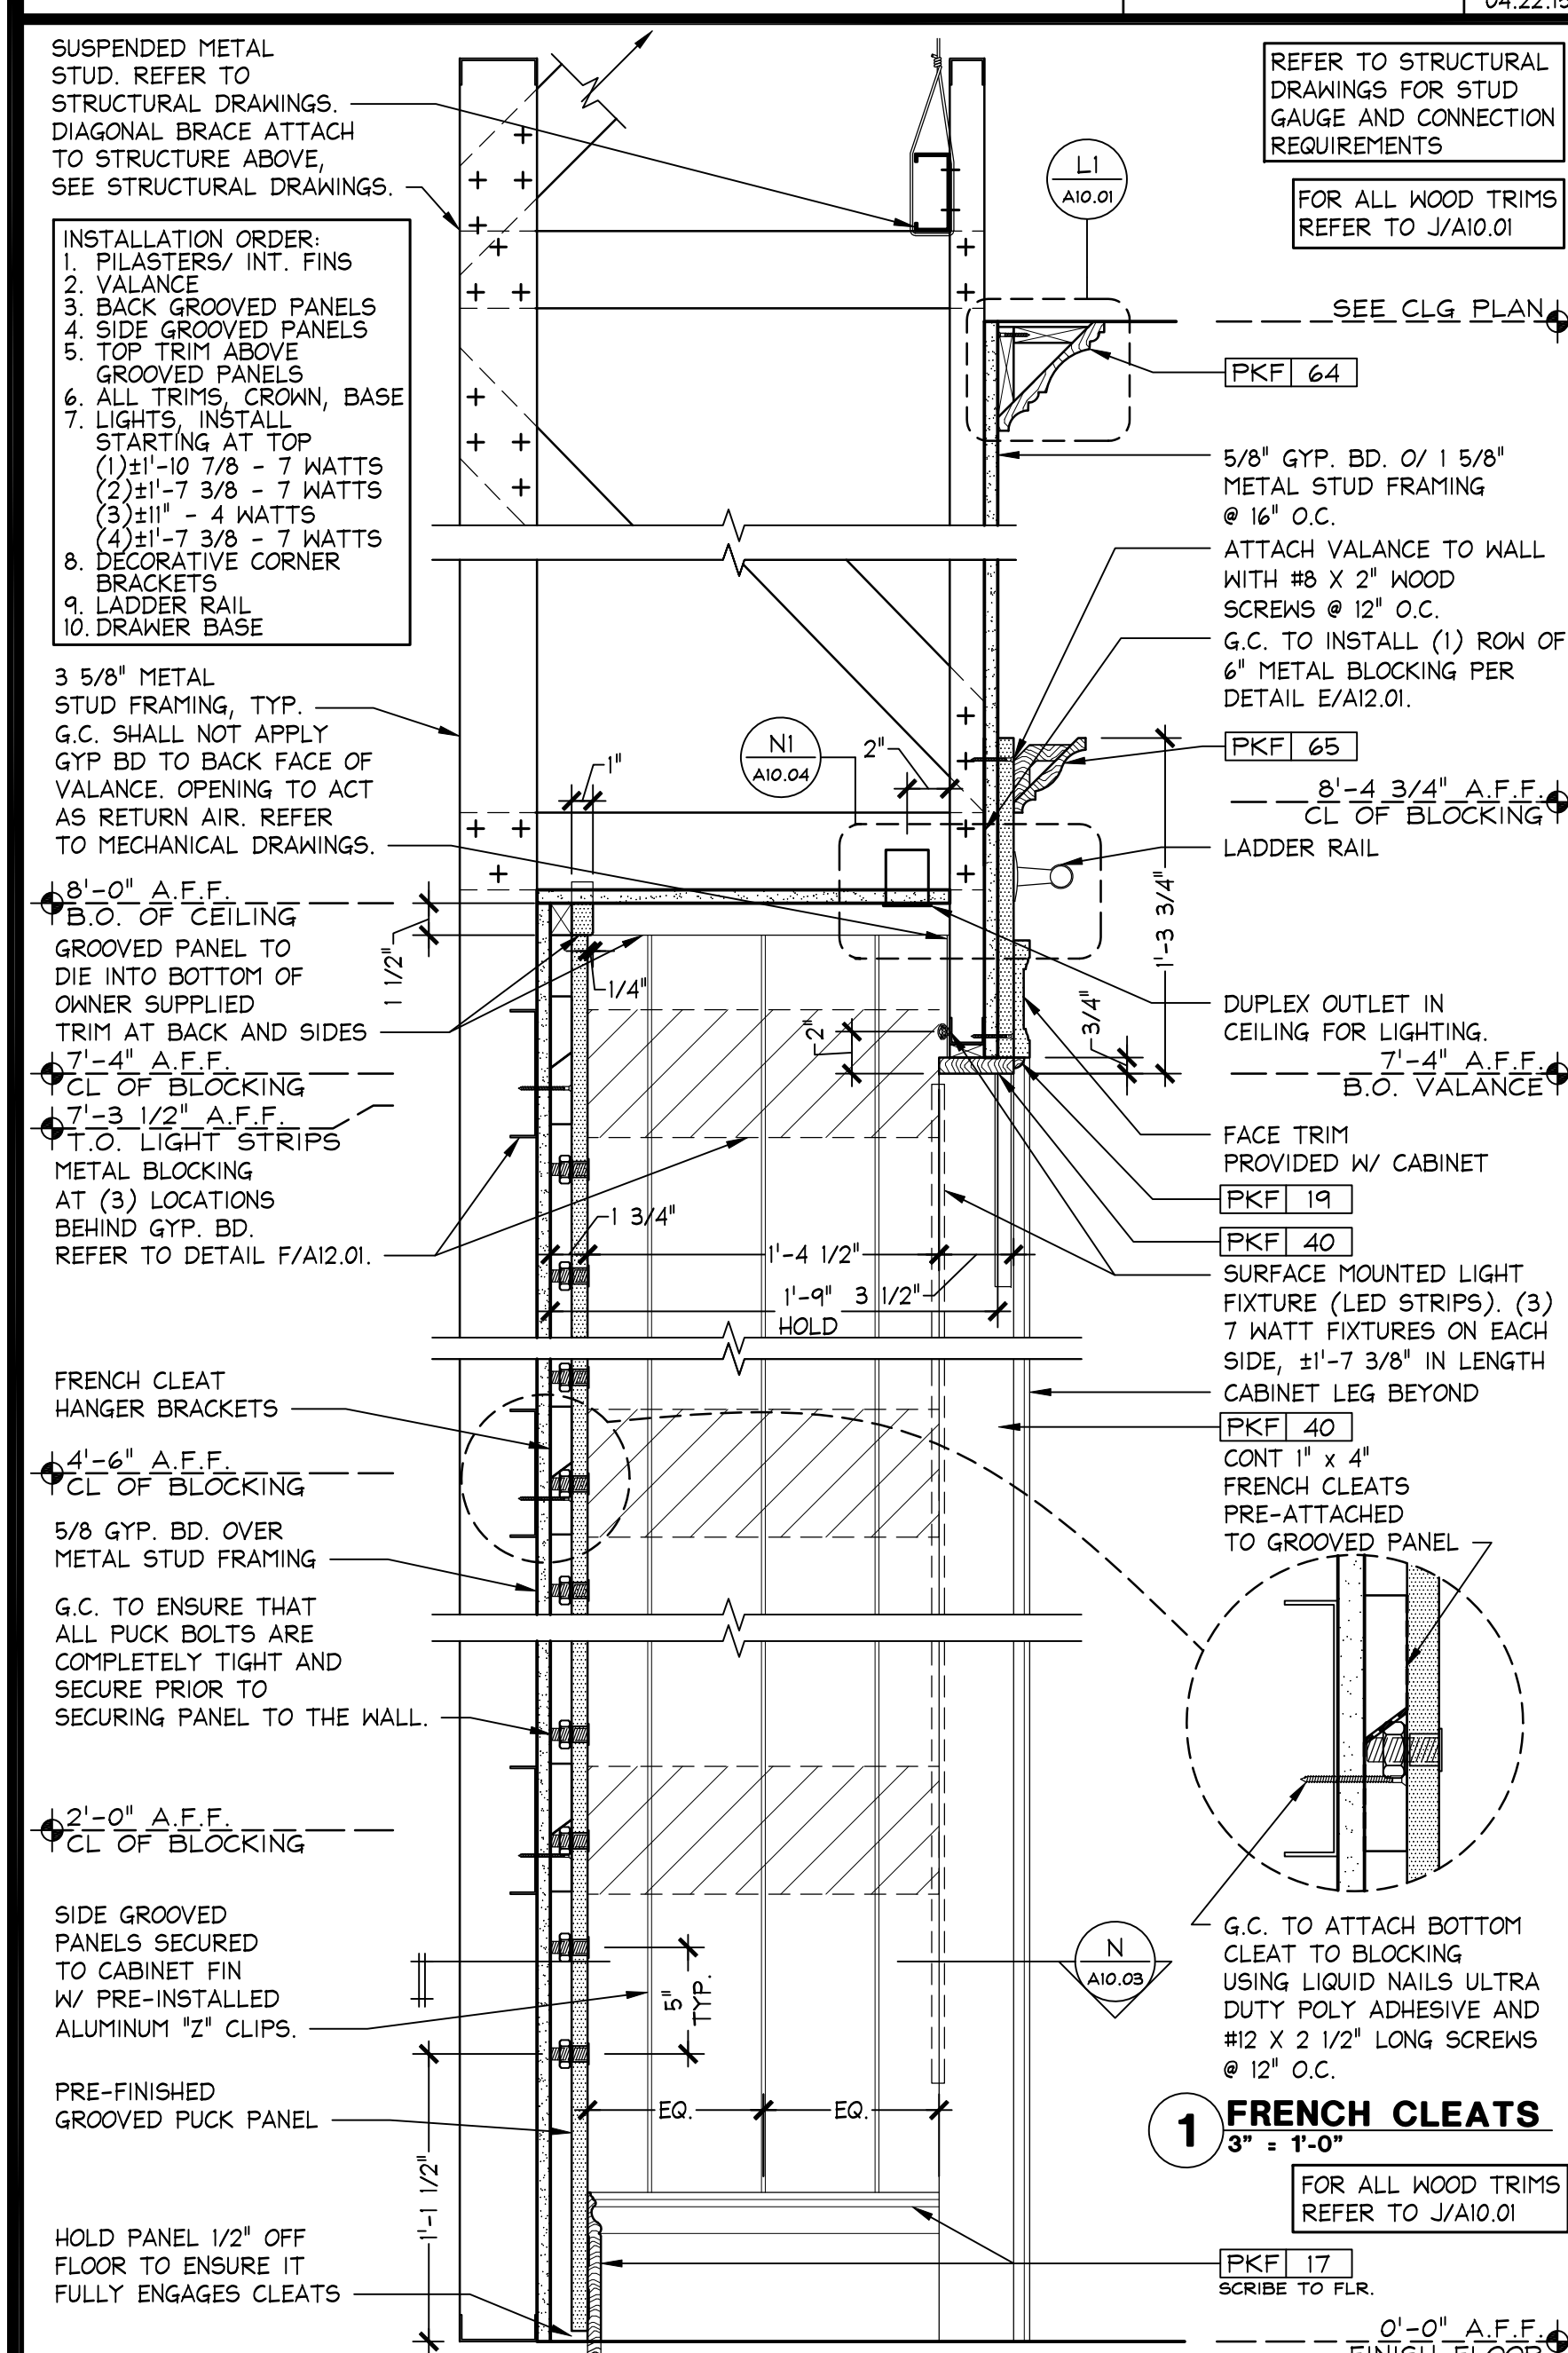 04.22.15
SUSPENDED METAL
STUD. REFER TO
STRUCTURAL DRAWINGS.
DIAGONAL BRACE ATTACH
TO STRUCTURE ABOVE,
SEE STRUCTURAL DRAWINGS.
INSTALLATION ORDER:
1. PILASTERS/ INT. FINS
2. VALANCE
3. BACK GROOVED PANELS
4. SIDE GROOVED PANELS
5. TOP TRIM ABOVE
GROOVED PANELS
6. ALL TRIMS, CROWN, BASE
7. LIGHTS, INSTALL
STARTING AT TOP
(1)±1'-10 7/8 - 7 WATTS
(2)±1'-7 3/8 - 7 WATTS
(3)±11" - 4 WATTS
(4)±1'-7 3/8 - 7 WATTS
8. DECORATIVE CORNER
BRACKETS
9. LADDER RAIL
10. DRAWER BASE
3 5/8" METAL
STUD FRAMING, TYP.
G.C. SHALL NOT APPLY
GYP BD TO BACK FACE OF
VALANCE. OPENING TO ACT
AS RETURN AIR. REFER
TO MECHANICAL DRAWINGS.
8'-0" A.F.F.
B.O. OF CEILING
GROOVED PANEL TO
DIE INTO BOTTOM OF
OWNER SUPPLIED
TRIM AT BACK AND SIDES
7'-4" A.F.F.
CL OF BLOCKING
7'-3 1/2" A.F.F.
T.O. LIGHT STRIPS
METAL BLOCKING
AT (3) LOCATIONS
BEHIND GYP. BD.
REFER TO DETAIL F/A12.01.
FRENCH CLEAT
HANGER BRACKETS
4'-6" A.F.F.
CL OF BLOCKING
5/8 GYP. BD. OVER
METAL STUD FRAMING
G.C. TO ENSURE THAT
ALL PUCK BOLTS ARE
COMPLETELY TIGHT AND
SECURE PRIOR TO
SECURING PANEL TO THE WALL.
2'-0" A.F.F.
CL OF BLOCKING
SIDE GROOVED
PANELS SECURED
TO CABINET FIN
W/ PRE-INSTALLED
ALUMINUM "Z" CLIPS.
PRE-FINISHED
GROOVED PUCK PANEL
HOLD PANEL 1/2" OFF
FLOOR TO ENSURE IT
FULLY ENGAGES CLEATS
1 1/2"
1'-1 1/2"
1"
N1
A10.04
2"
1/4"
2"
3/4"
1'-3 3/4"
1 3/4"
1'-4 1/2"
1'-9"
HOLD
3 1/2"
5"
TYP.
EQ.
EQ.
N
A10.03
L1
A10.01
REFER TO STRUCTURAL
DRAWINGS FOR STUD
GAUGE AND CONNECTION
REQUIREMENTS
FOR ALL WOOD TRIMS
REFER TO J/A10.01
SEE CLG PLAN
PKF 64
5/8" GYP. BD. O/ 1 5/8"
METAL STUD FRAMING
@ 16" O.C.
ATTACH VALANCE TO WALL
WITH #8 X 2" WOOD
SCREWS @ 12" O.C.
G.C. TO INSTALL (1) ROW OF
6" METAL BLOCKING PER
DETAIL E/A12.01.
PKF 65
8'-4 3/4" A.F.F.
CL OF BLOCKING
LADDER RAIL
DUPLEX OUTLET IN
CEILING FOR LIGHTING.
7'-4" A.F.F.
B.O. VALANCE
FACE TRIM
PROVIDED W/ CABINET
PKF 19
PKF 40
SURFACE MOUNTED LIGHT
FIXTURE (LED STRIPS). (3)
7 WATT FIXTURES ON EACH
SIDE, ±1'-7 3/8" IN LENGTH
CABINET LEG BEYOND
PKF 40
CONT 1" x 4"
FRENCH CLEATS
PRE-ATTACHED
TO GROOVED PANEL
G.C. TO ATTACH BOTTOM
CLEAT TO BLOCKING
USING LIQUID NAILS ULTRA
DUTY POLY ADHESIVE AND
#12 X 2 1/2" LONG SCREWS
@ 12" O.C.
1 FRENCH CLEATS
3" = 1'-0"
FOR ALL WOOD TRIMS
REFER TO J/A10.01
PKF 17
SCRIBE TO FLR.
0'-0" A.F.F.
FINISH FLOOR